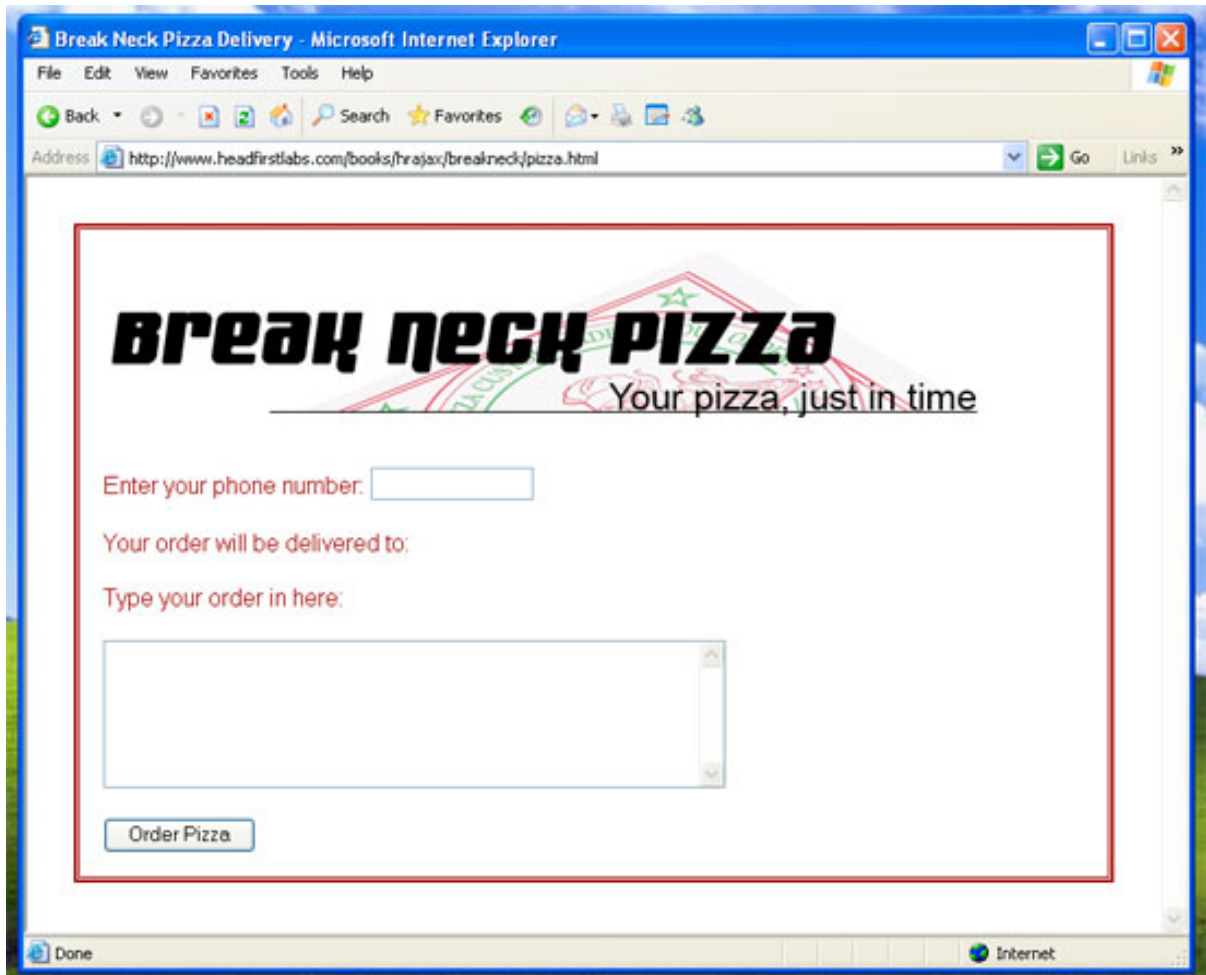 Break Neck Pizza Delivery - Microsoft Internet Explorer
File Edit View Favorites Tools Help
Back Search Favorites
Address http://www.headfirstlabs.com/books/hrajax/breakneck/pizza.html Go Links »
Break Neck Pizza
Your pizza, just in time
Enter your phone number:
Your order will be delivered to:
Type your order in here:
Order Pizza
Done Internet